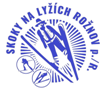 SKOKY NA LYŽÍCH ROŽNOV p./R.